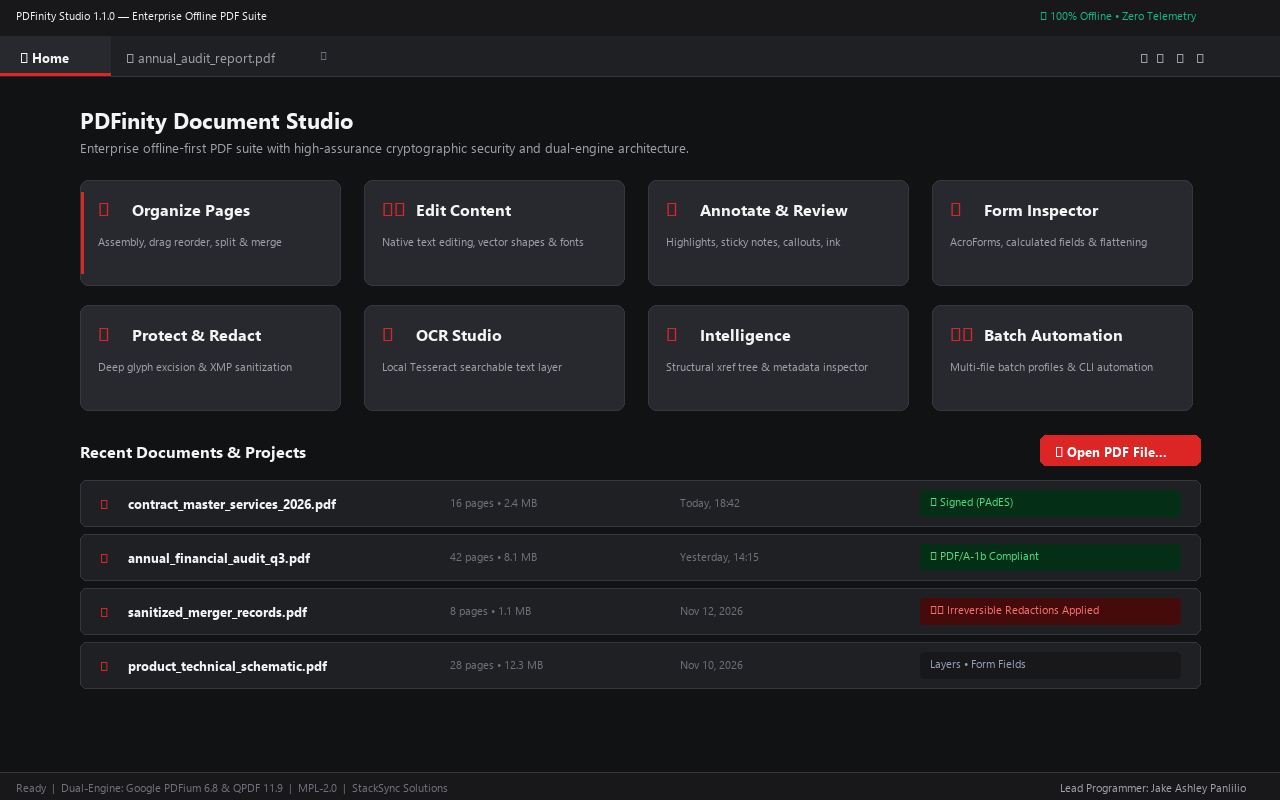 PDFinity Studio 1.1.0 — Enterprise Offline PDF Suite
100% Offline • Zero Telemetry
Home
annual_audit_report.pdf
PDFinity Document Studio
Enterprise offline-first PDF suite with high-assurance cryptographic security and dual-engine architecture.
Organize Pages
Assembly, drag reorder, split & merge
Edit Content
Native text editing, vector shapes & fonts
Annotate & Review
Highlights, sticky notes, callouts, ink
Form Inspector
AcroForms, calculated fields & flattening
Protect & Redact
Deep glyph excision & XMP sanitization
OCR Studio
Local Tesseract searchable text layer
Intelligence
Structural xref tree & metadata inspector
Batch Automation
Multi-file batch profiles & CLI automation
Recent Documents & Projects
Open PDF File...
contract_master_services_2026.pdf
16 pages • 2.4 MB
Today, 18:42
Signed (PAdES)
annual_financial_audit_q3.pdf
42 pages • 8.1 MB
Yesterday, 14:15
PDF/A-1b Compliant
sanitized_merger_records.pdf
8 pages • 1.1 MB
Nov 12, 2026
Irreversible Redactions Applied
product_technical_schematic.pdf
28 pages • 12.3 MB
Nov 10, 2026
Layers • Form Fields
Ready | Dual-Engine: Google PDFium 6.8 & QPDF 11.9 | MPL-2.0 | StackSync Solutions
Lead Programmer: Jake Ashley Panlilio